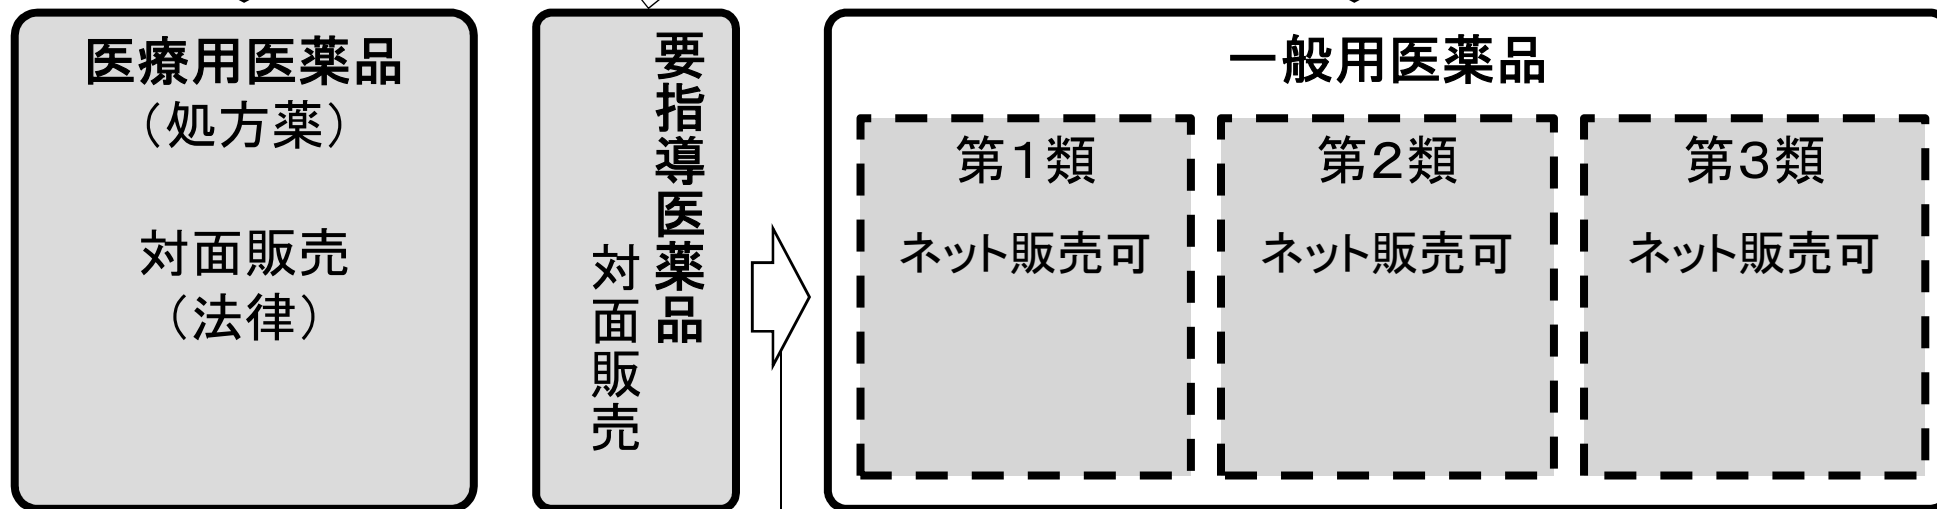 医療用医薬品
（処方薬）
対面販売
（法律）
要指導医薬品
対面販売
一般用医薬品
第１類
ネット販売可
第２類
ネット販売可
第３類
ネット販売可